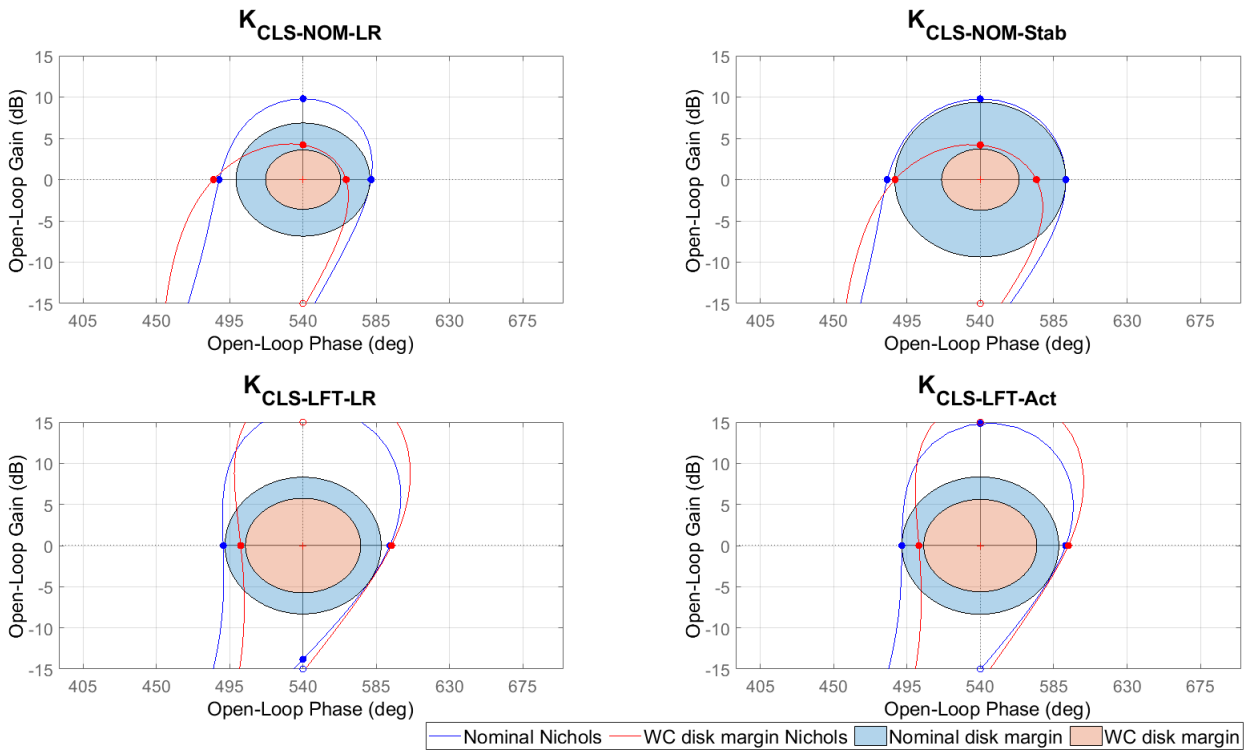 K CLS-NOM-LR
Open-Loop Gain (dB)
15
10
5
0
-5
-10
-15
405 450 495 540 585 630 675
Open-Loop Phase (deg)
K CLS-NOM-Stab
Open-Loop Gain (dB)
15
10
5
0
-5
-10
-15
405 450 495 540 585 630 675
Open-Loop Phase (deg)
K CLS-LFT-LR
Open-Loop Gain (dB)
15
10
5
0
-5
-10
-15
405 450 495 540 585 630 675
Open-Loop Phase (deg)
K CLS-LFT-Act
Open-Loop Gain (dB)
15
10
5
0
-5
-10
-15
405 450 495 540 585 630 675
Open-Loop Phase (deg)
Nominal Nichols WC disk margin Nichols Nominal disk margin WC disk margin